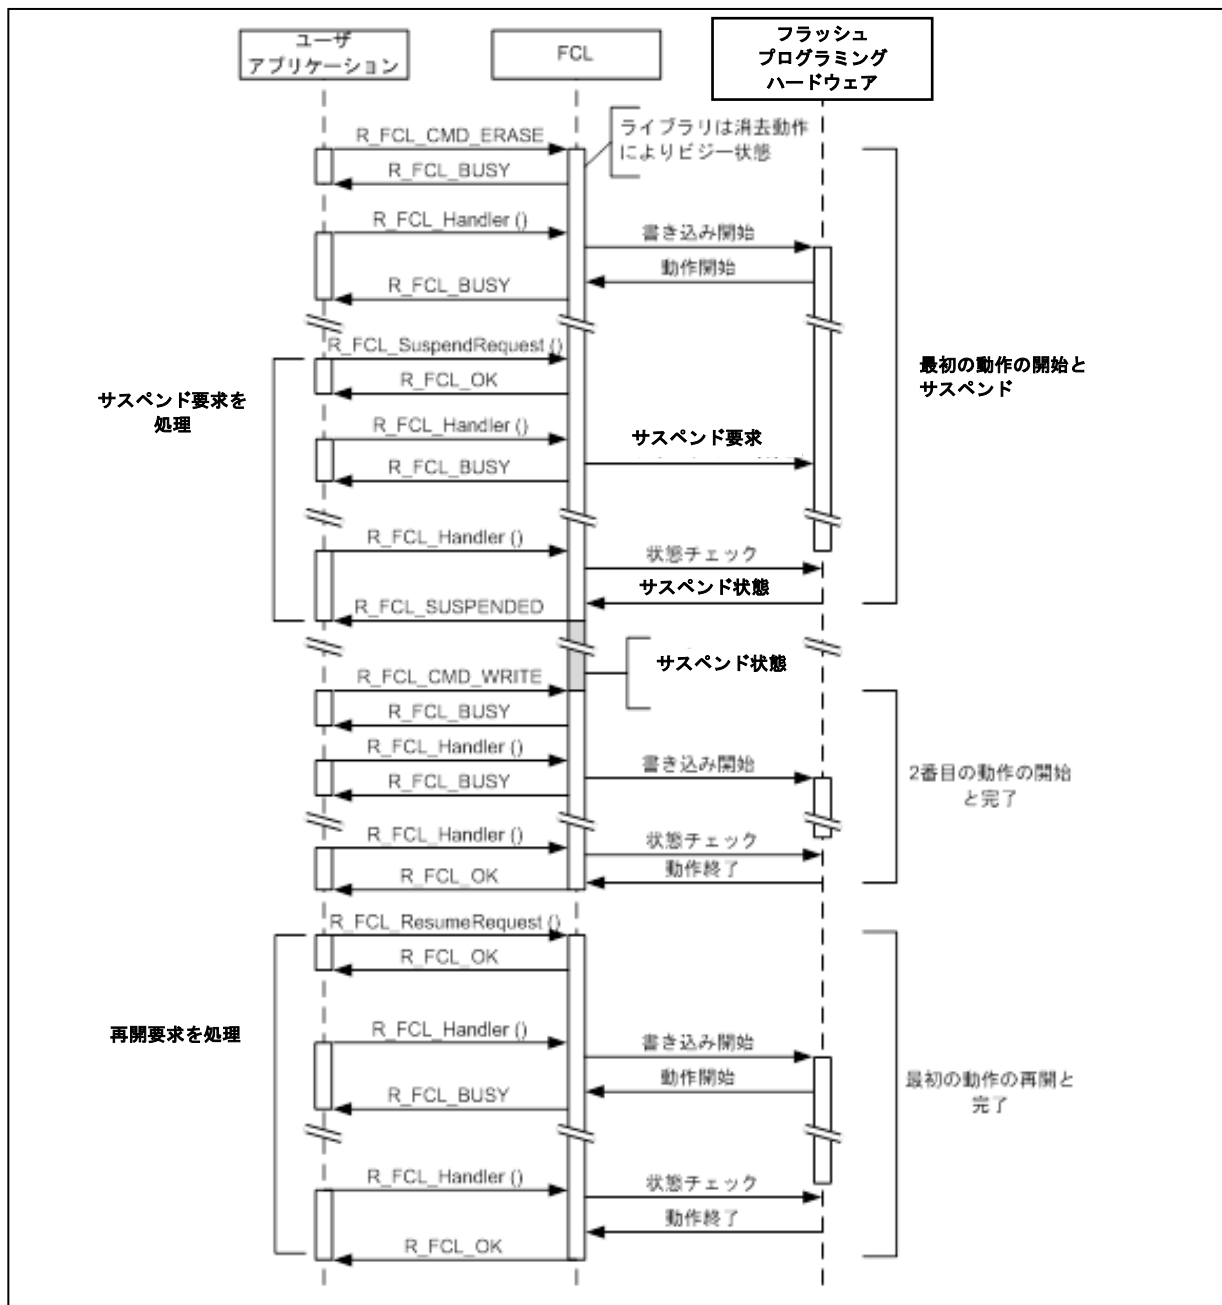 ユーザ
アプリケーション
FCL
フラッシュ
プログラミング
ハードウェア
ライブラリは消去動作
によりビジー状態
R_FCL_CMD_ERASE
R_FCL_BUSY
R_FCL_Handler ()
書き込み開始
動作開始
R_FCL_BUSY
R_FCL_SuspendRequest ()
R_FCL_OK
最初の動作の開始と
サスペンド
サスペンド要求を
処理
R_FCL_Handler ()
サスペンド要求
R_FCL_BUSY
R_FCL_Handler ()
状態チェック
サスペンド状態
R_FCL_SUSPENDED
サスペンド状態
R_FCL_CMD_WRITE
R_FCL_BUSY
R_FCL_Handler ()
書き込み開始
R_FCL_BUSY
2番目の動作の開始
と完了
R_FCL_Handler ()
状態チェック
動作終了
R_FCL_OK
R_FCL_ResumeRequest ()
R_FCL_OK
再開要求を処理
R_FCL_Handler ()
書き込み開始
動作開始
R_FCL_BUSY
最初の動作の再開と
完了
R_FCL_Handler ()
状態チェック
動作終了
R_FCL_OK